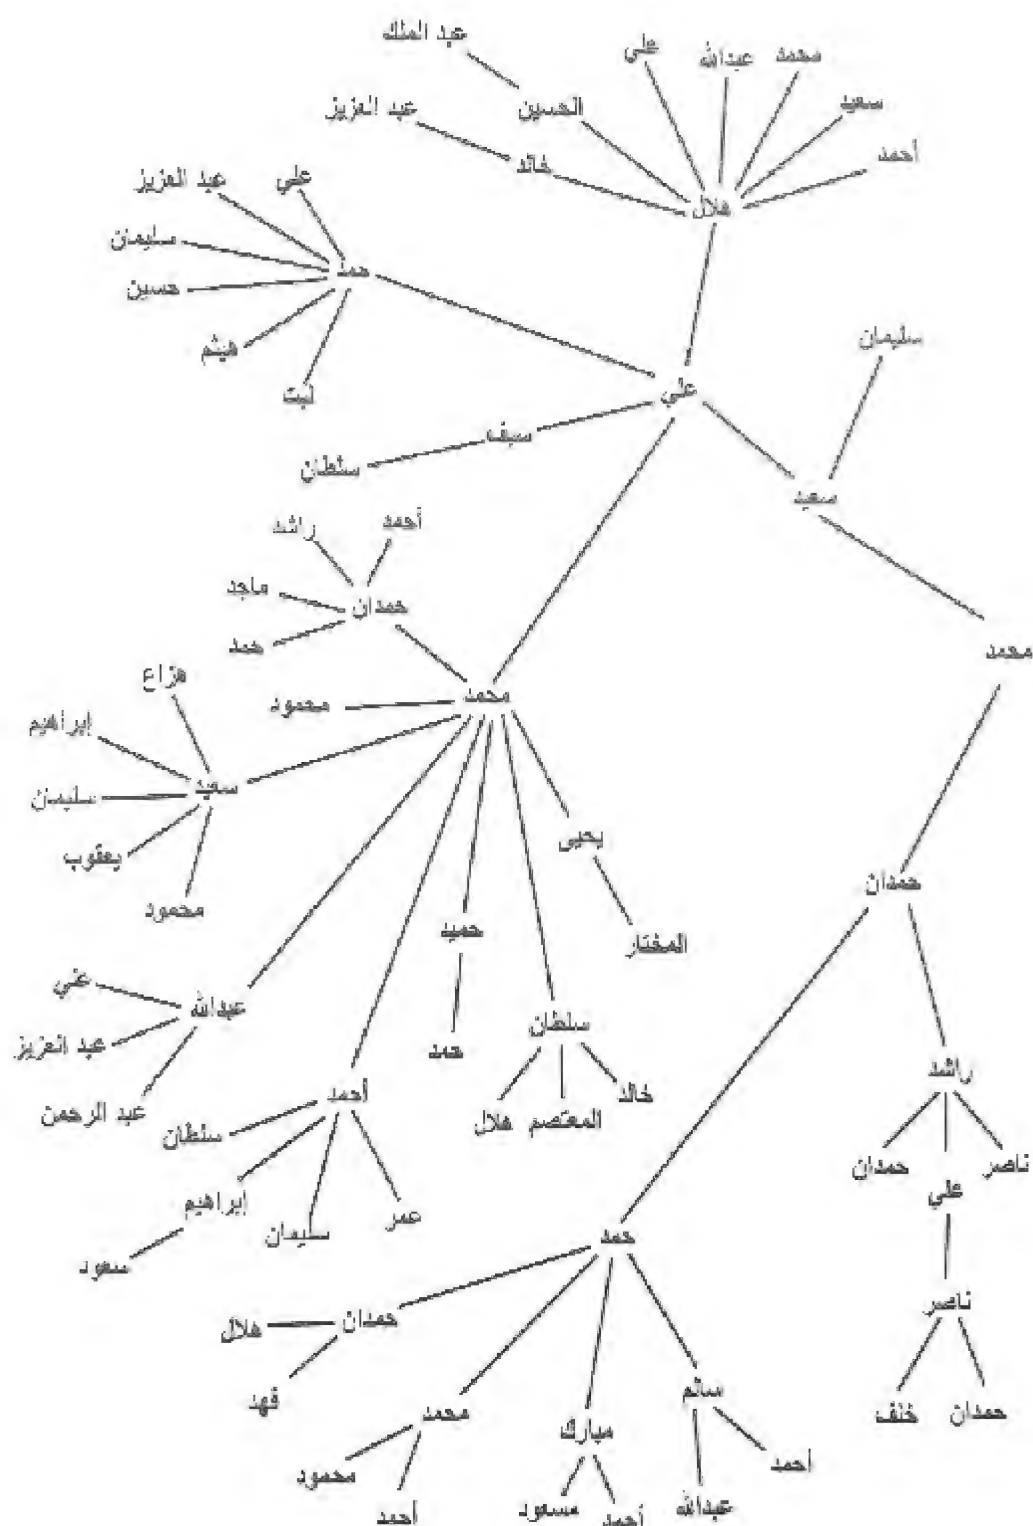 عبد الملك
علي
عبدالله
محمد
سعيد
أحمد
الحسين
عبد العزيز
خالد
هلال
علي
عبد العزيز
سليمان
حسين
هيثم
ليث
حمد
علي
سيف
سلطان
سليمان
سعيد
محمد
أحمد
راشد
ماجد
حمد
حمدان
محمد
محمود
هزاع
إبراهيم
سليمان
يعقوب
محمود
سعيد
يحيى
المختار
حميد
حمد
سلطان
خالد
المعتصم
هلال
عبدالله
علي
عبد العزيز
عبد الرحمن
أحمد
سلطان
إبراهيم
سعود
سليمان
عمر
حمدان
راشد
ناصر
علي
حمدان
ناصر
حمدان
خلف
حمد
حمدان
هلال
فهد
محمد
محمود
أحمد
مبارك
مسعود
أحمد
سالم
عبدالله
أحمد